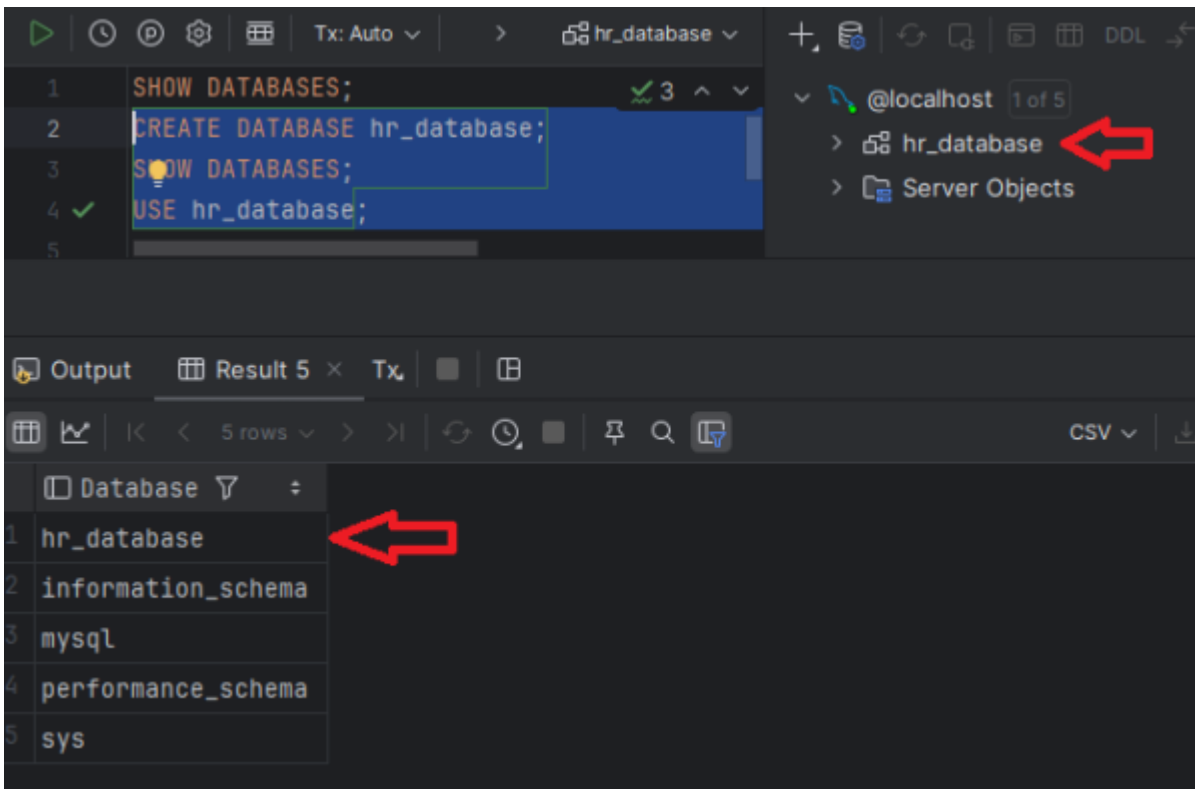 Tx: Auto
hr_database
DDL
1 SHOW DATABASES;
3
2 CREATE DATABASE hr_database;
3 SHOW DATABASES;
4 USE hr_database;
5
@localhost 1 of 5
hr_database
Server Objects
Output Result 5 Tx
5 rows
CSV
Database
1 hr_database
2 information_schema
3 mysql
4 performance_schema
5 sys